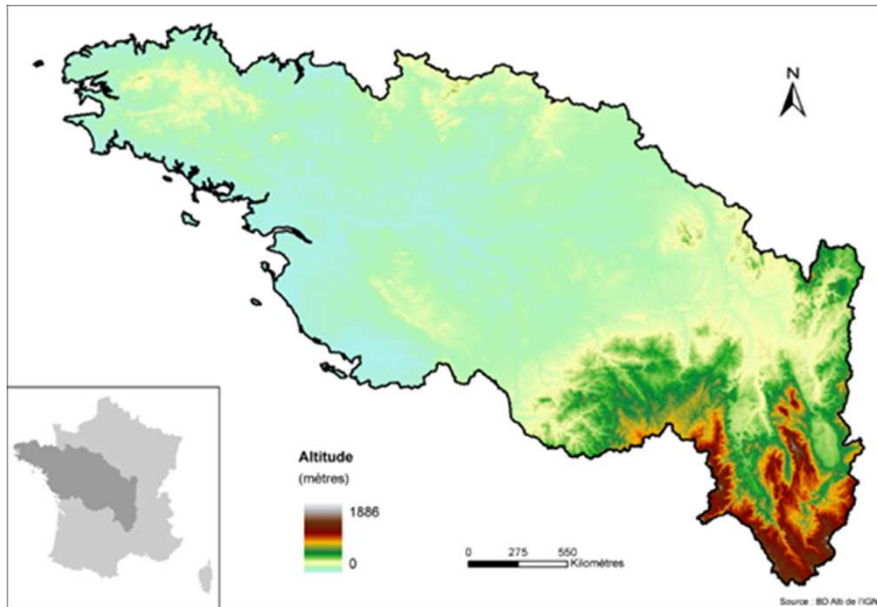 N
Altitude
(mètres)
1886
0
0 275 550
Kilomètres
Source : BD Alti de l'IGN